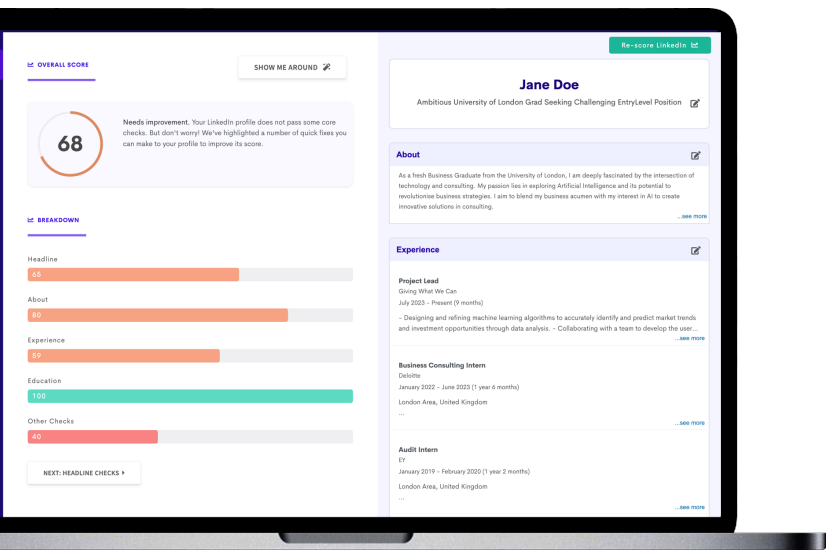 OVERALL SCORE
SHOW ME AROUND
68
Needs improvement. Your LinkedIn profile does not pass some core
checks. But don't worry! We've highlighted a number of quick fixes you
can make to your profile to improve its score.
BREAKDOWN
Headline
65
About
80
Experience
59
Education
100
Other Checks
40
NEXT: HEADLINE CHECKS
Re-score LinkedIn
Jane Doe
Ambitious University of London Grad Seeking Challenging EntryLevel Position
About
As a fresh Business Graduate from the University of London, I am deeply fascinated by the intersection of
technology and consulting. My passion lies in exploring Artificial Intelligence and its potential to
revolutionise business strategies. I aim to blend my business acumen with my interest in AI to create
innovative solutions in consulting.
...see more
Experience
Project Lead
Giving What We Can
July 2023 – Present (9 months)
– Designing and refining machine learning algorithms to accurately identify and predict market trends
and investment opportunities through data analysis. – Collaborating with a team to develop the user...
...see more
Business Consulting Intern
Deloitte
January 2022 – June 2023 (1 year 6 months)
London Area, United Kingdom
...
...see more
Audit Intern
EY
January 2019 – February 2020 (1 year 2 months)
London Area, United Kingdom
...
...see more